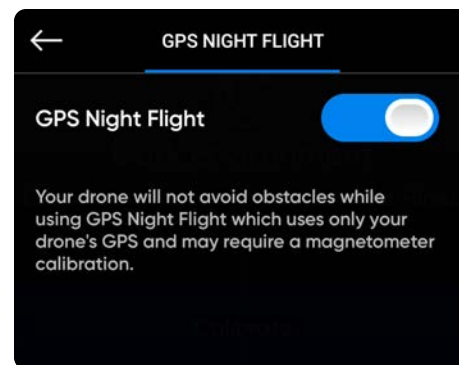 GPS NIGHT FLIGHT
GPS Night Flight
Your drone will not avoid obstacles while
using GPS Night Flight which uses only your
drone's GPS and may require a magnetometer
calibration.